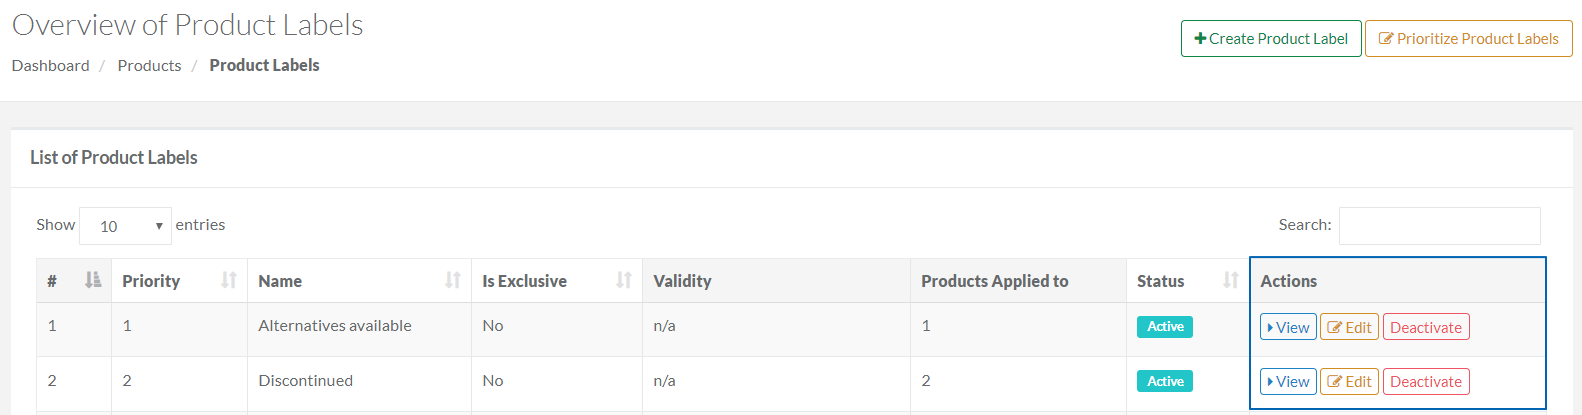 Overview of Product Labels
Create Product Label Prioritize Product Labels
Dashboard / Products / Product Labels
List of Product Labels
Show 10 entries Search:
# Priority Name Is Exclusive Validity Products Applied to Status Actions
1 1 Alternatives available No n/a 1 Active View Edit Deactivate
2 2 Discontinued No n/a 2 Active View Edit Deactivate